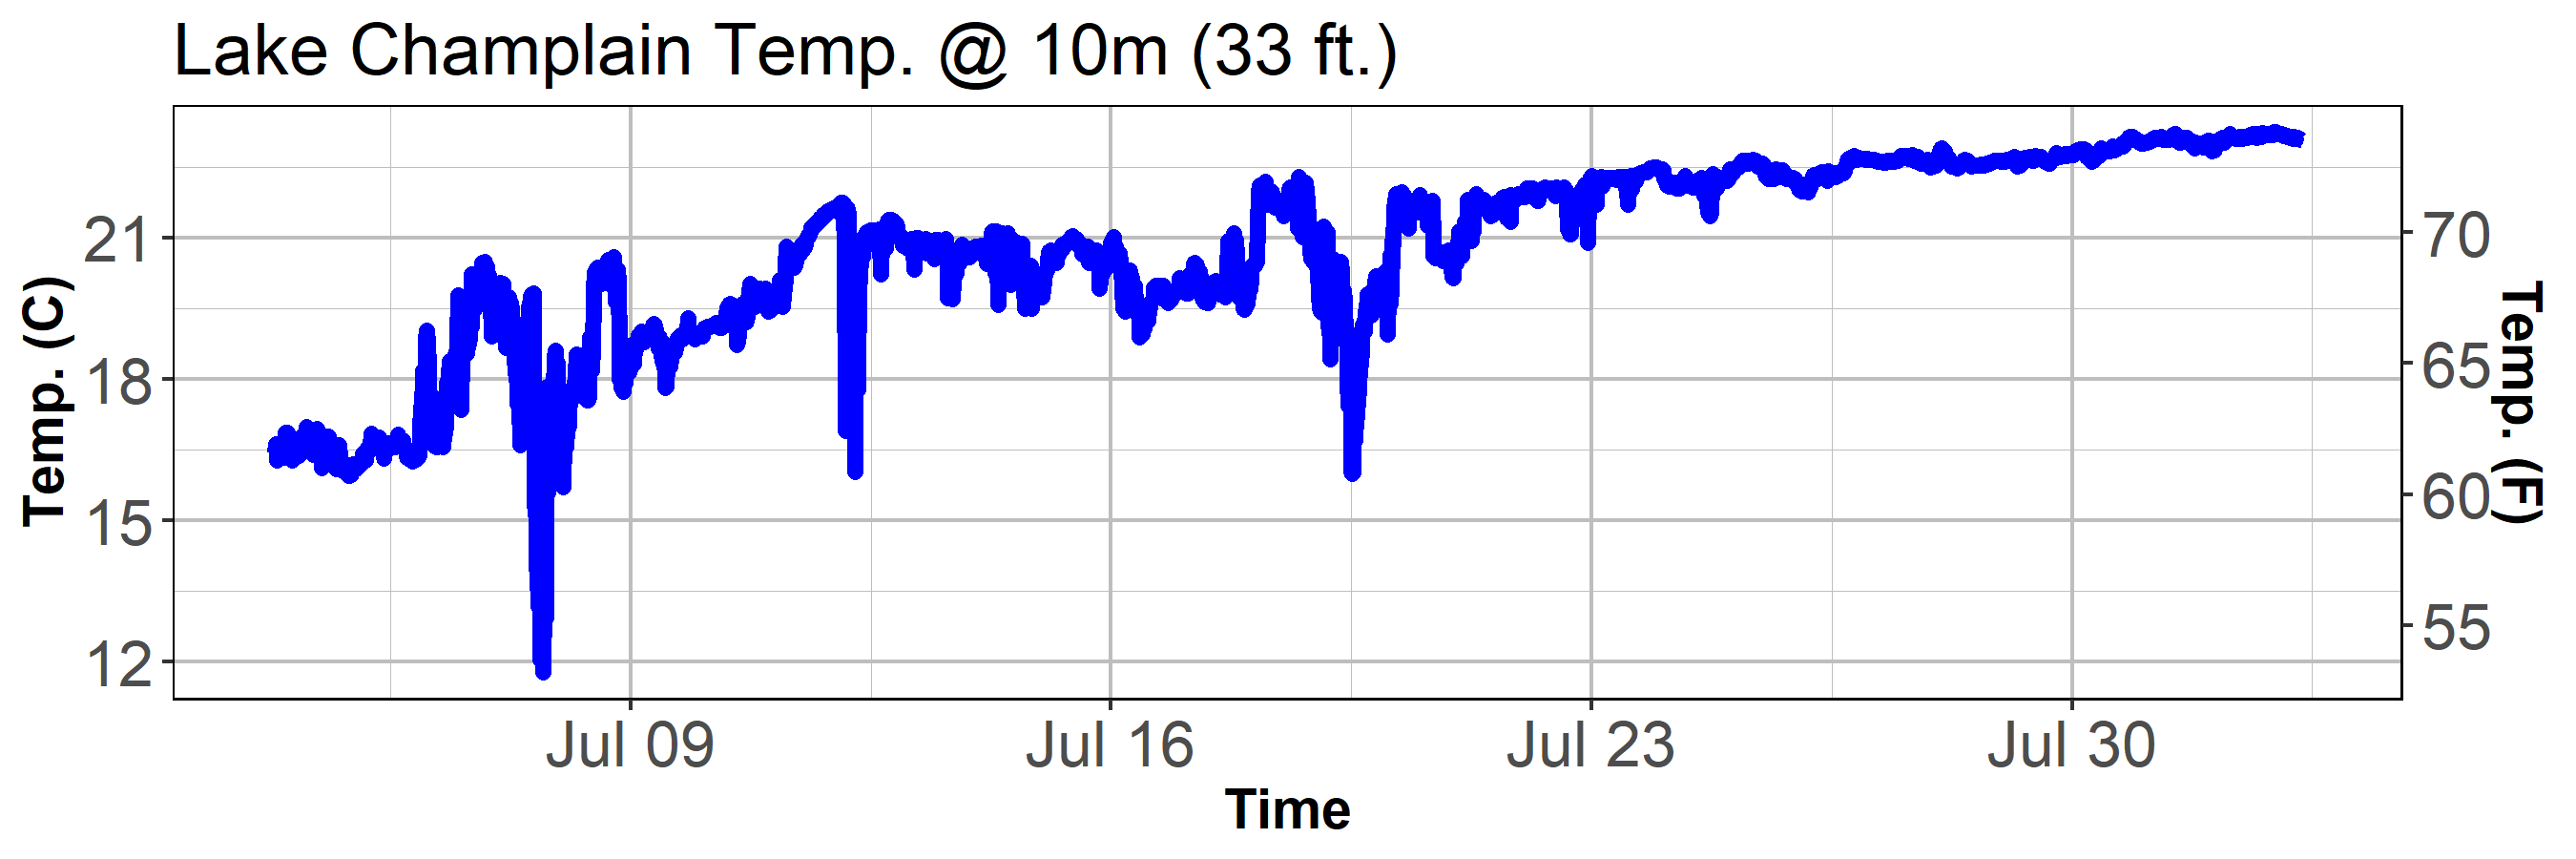 Lake Champlain Temp. @ 10m (33 ft.)
Temp. (C)
21
18
15
12
70
65
60
55
Temp. (F)
Jul 09
Jul 16
Jul 23
Jul 30
Time